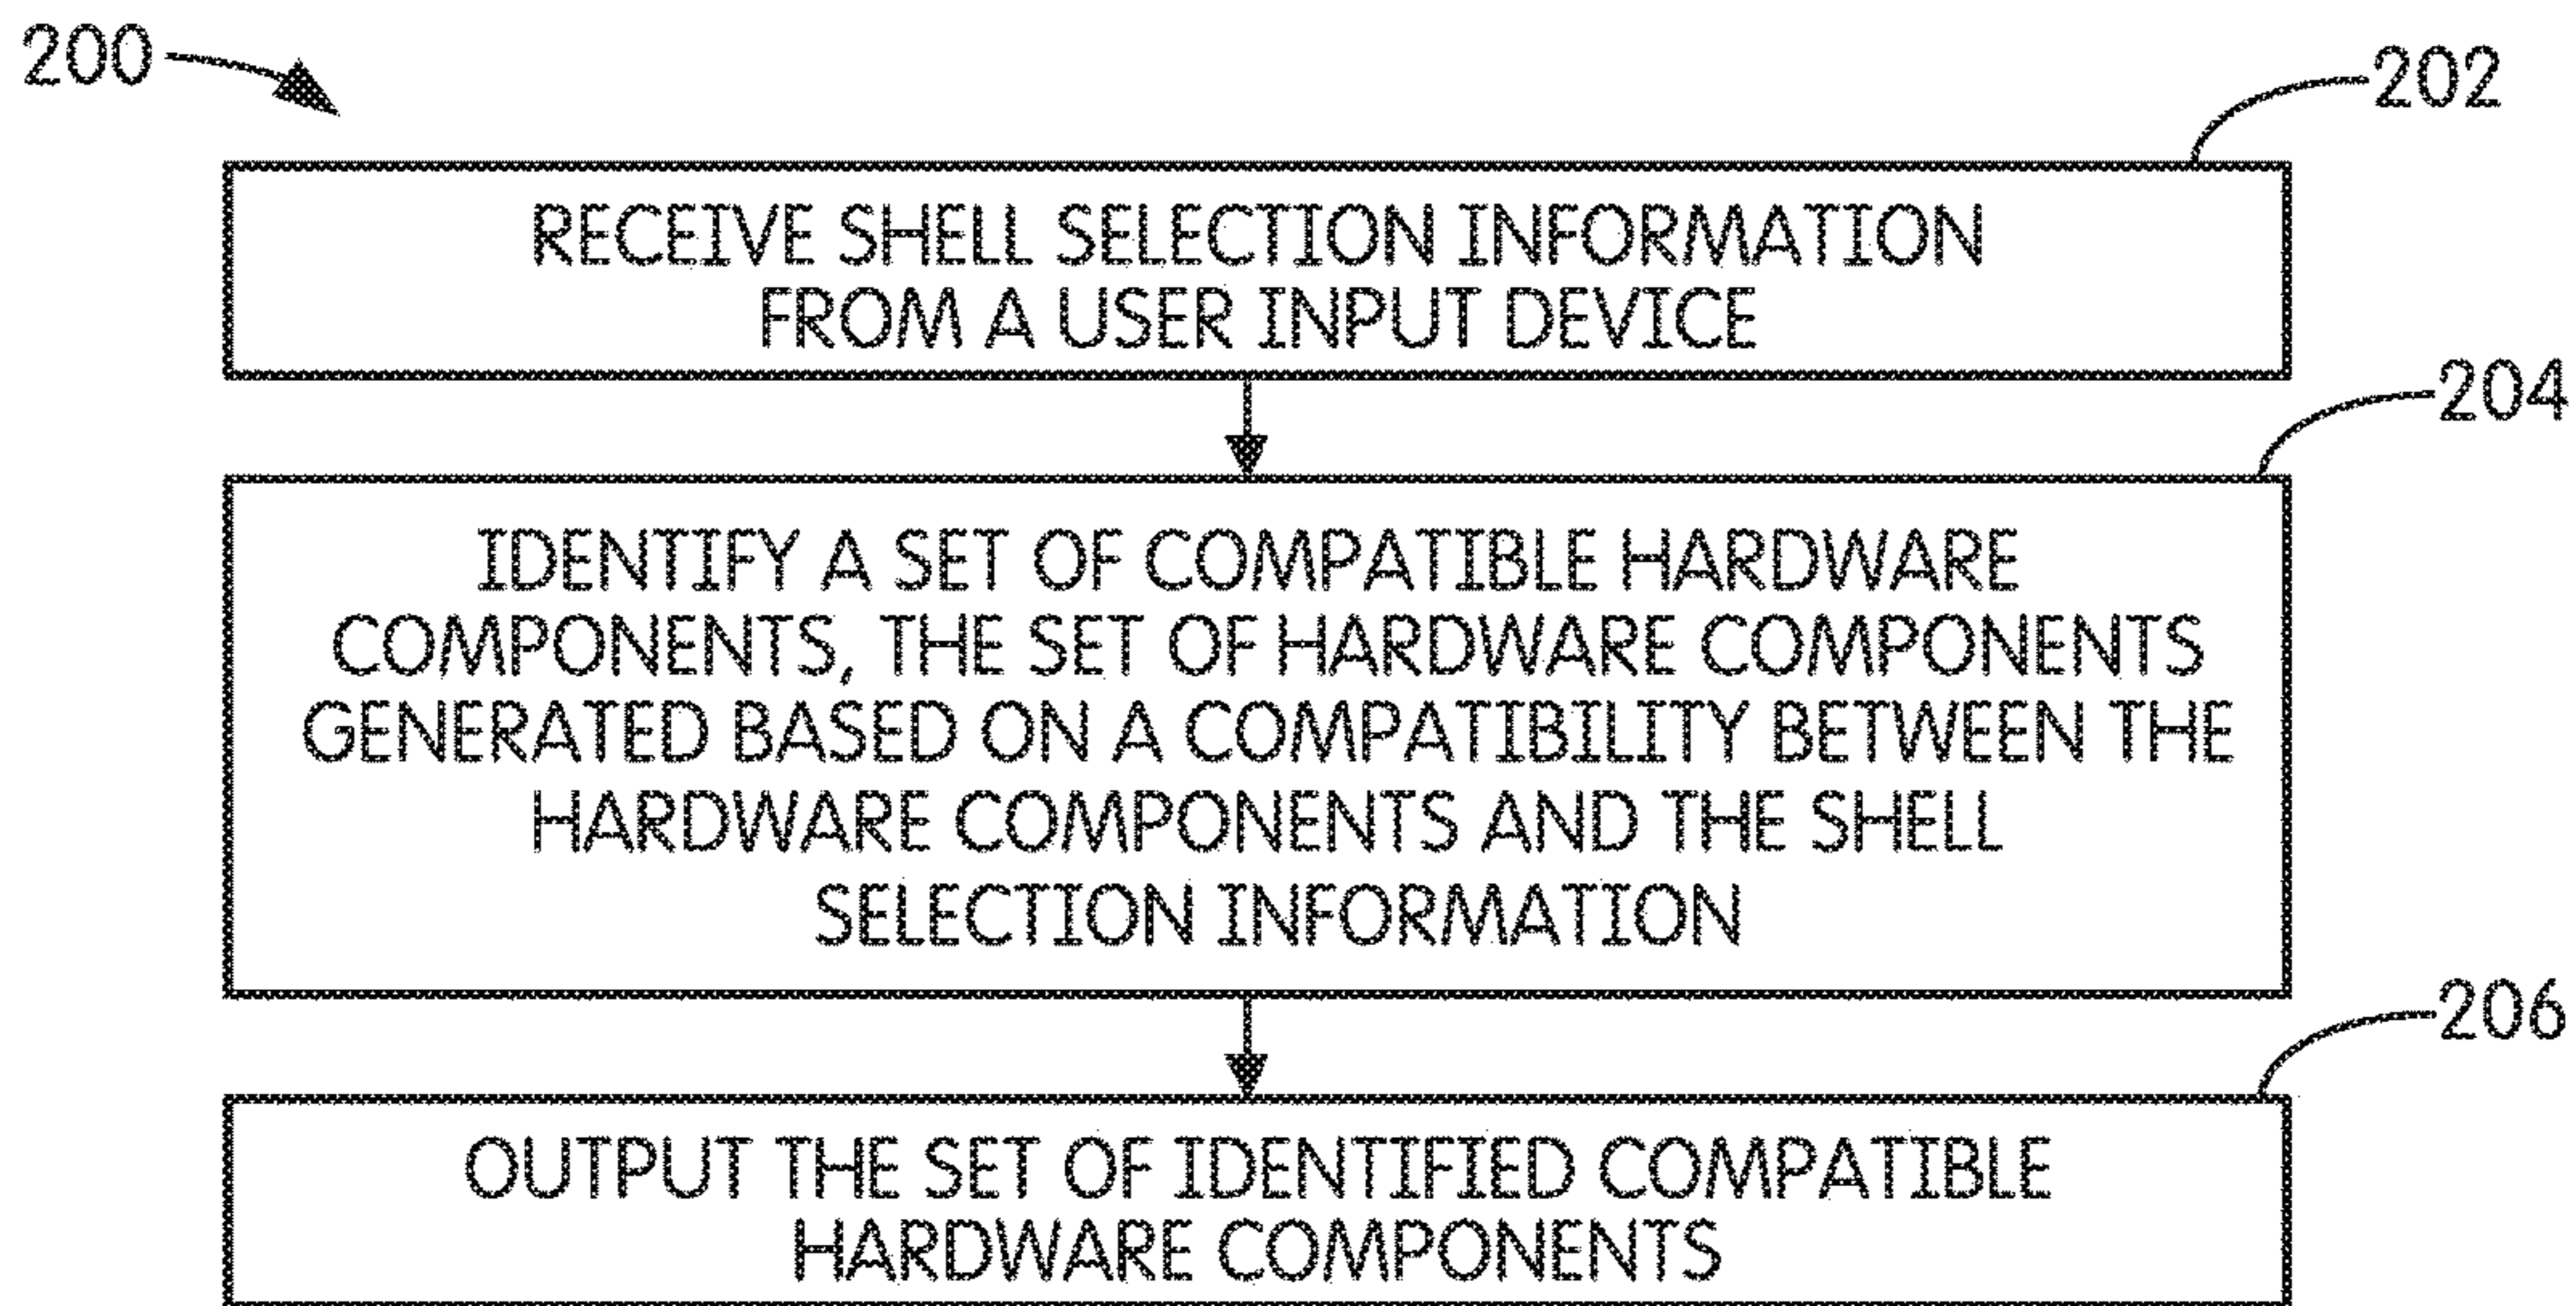 200
202
RECEIVE SHELL SELECTION INFORMATION
FROM A USER INPUT DEVICE
204
IDENTIFY A SET OF COMPATIBLE HARDWARE
COMPONENTS, THE SET OF HARDWARE COMPONENTS
GENERATED BASED ON A COMPATIBILITY BETWEEN THE
HARDWARE COMPONENTS AND THE SHELL
SELECTION INFORMATION
206
OUTPUT THE SET OF IDENTIFIED COMPATIBLE
HARDWARE COMPONENTS